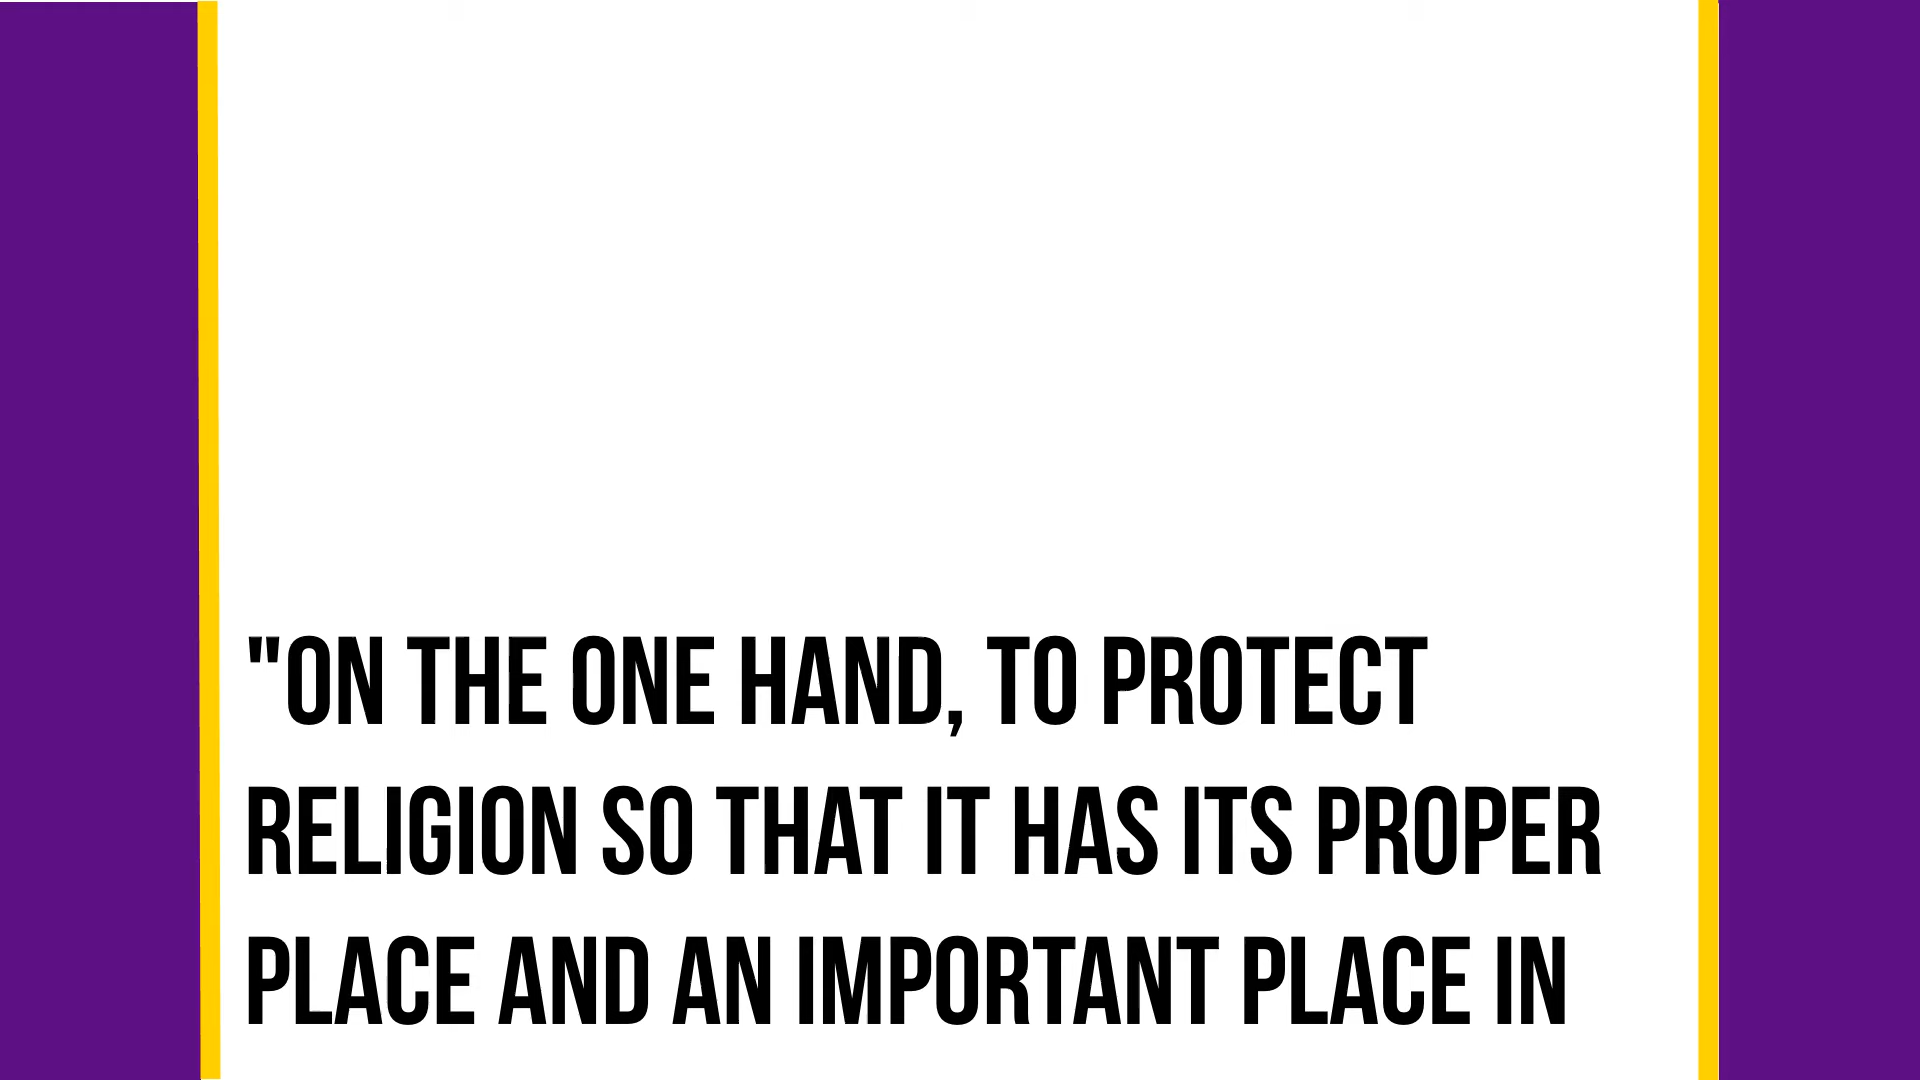 "ON THE ONE HAND, TO PROTECT
RELIGION SO THAT IT HAS ITS PROPER
PLACE AND AN IMPORTANT PLACE IN